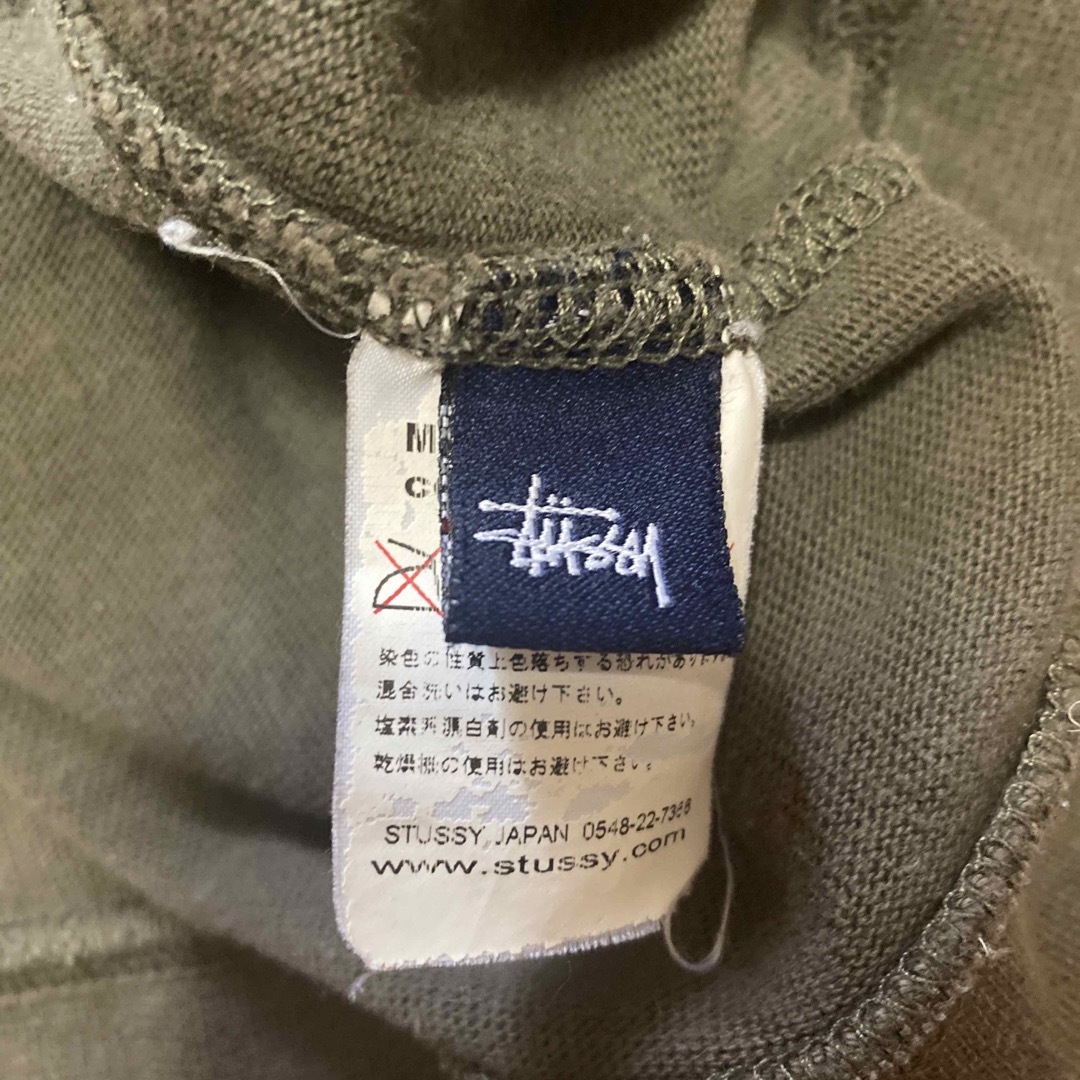 M
C
Stüssy
染色の性質上色落ちする恐れがあ
混合洗いはお避け下さい。
塩素系漂白剤の使用はお避け下さい。
乾燥機の使用はお避け下さい。
STUSSY JAPAN 0548-22-7366
www.stussy.com